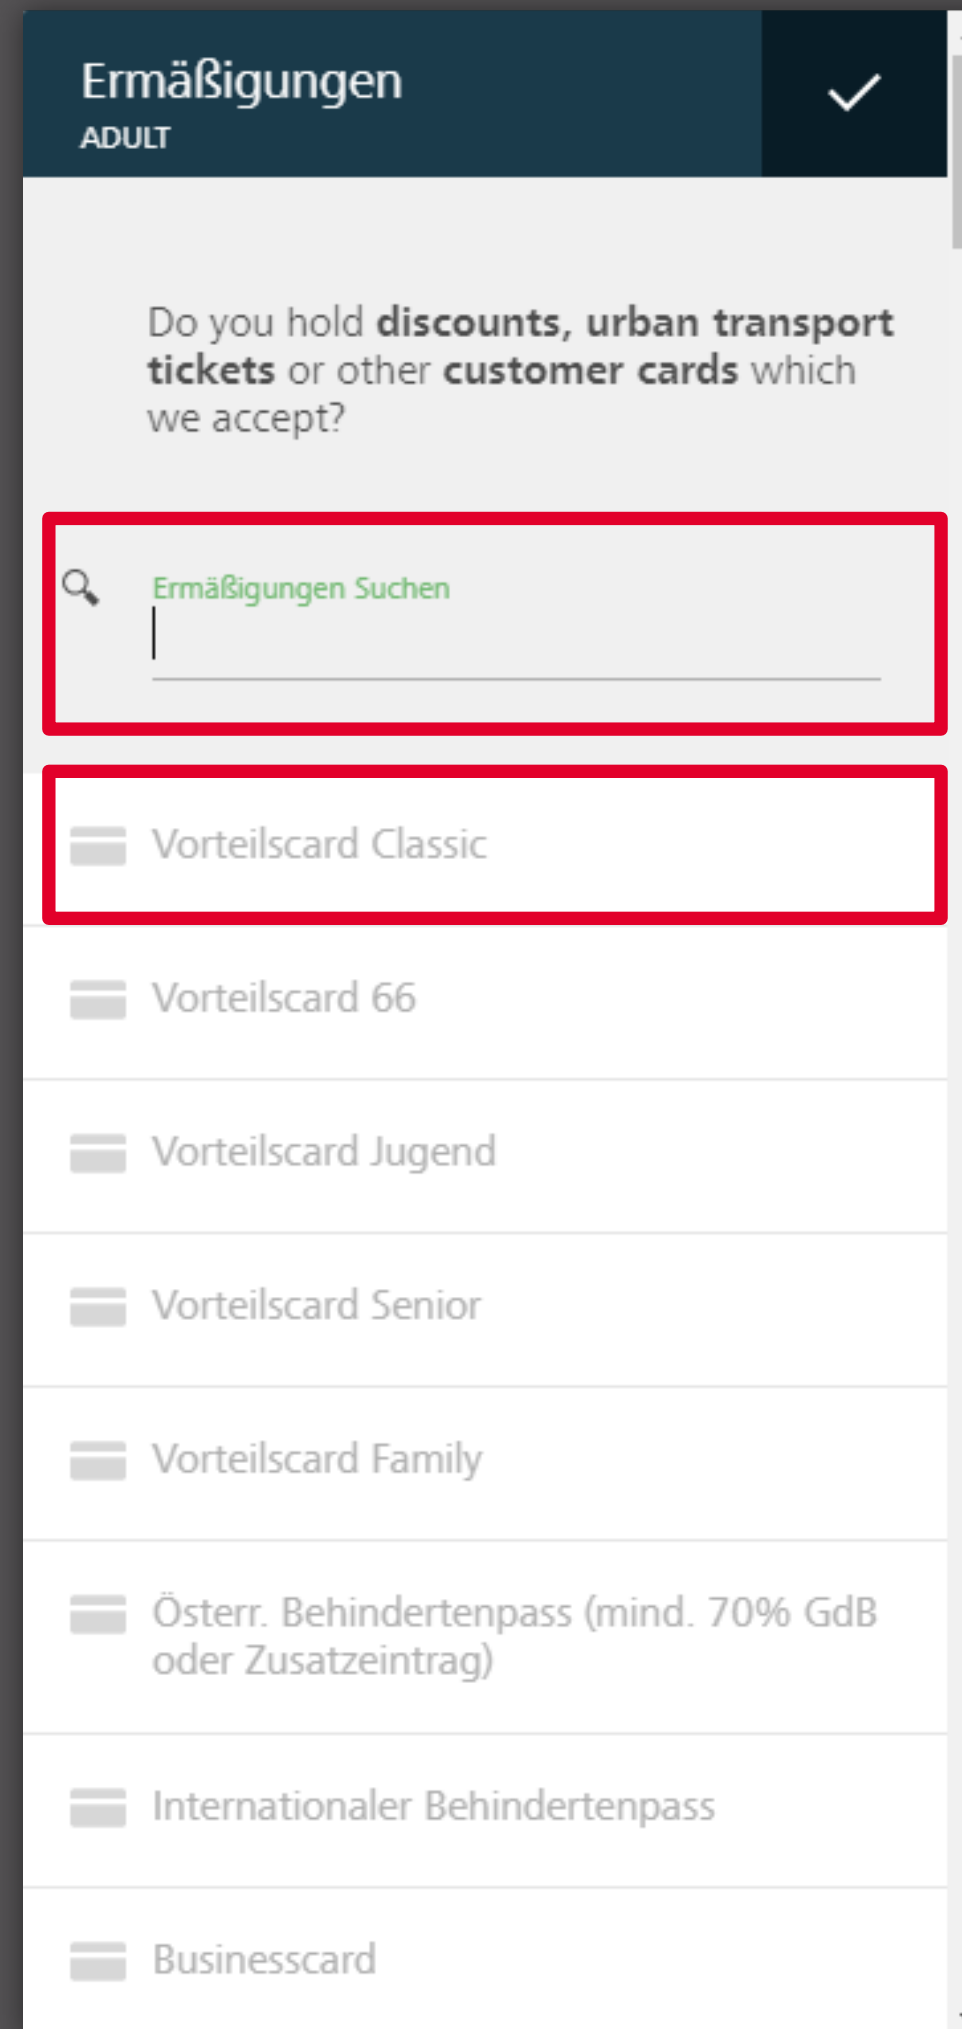 Ermäßigungen
ADULT
Do you hold discounts, urban transport
tickets or other customer cards which
we accept?
Ermäßigungen Suchen
Vorteilscard Classic
Vorteilscard 66
Vorteilscard Jugend
Vorteilscard Senior
Vorteilscard Family
Österr. Behindertenpass (mind. 70% GdB
oder Zusatzeintrag)
Internationaler Behindertenpass
Businesscard